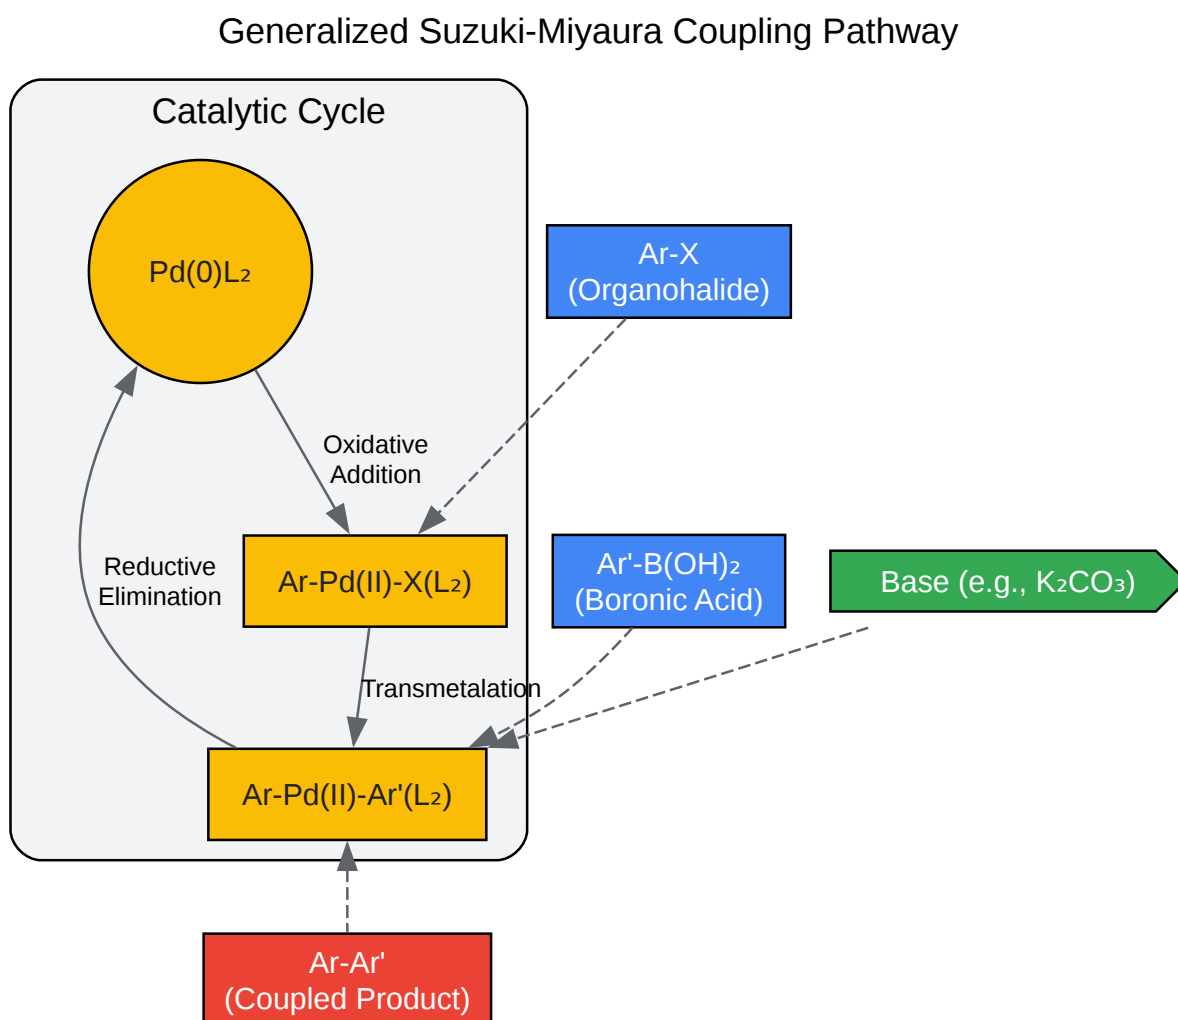 Generalized Suzuki-Miyaura Coupling Pathway
Catalytic Cycle
Pd(0)L₂
Ar-X
(Organohalide)
Oxidative
Addition
Ar-Pd(II)-X(L₂)
Ar'-B(OH)₂
(Boronic Acid)
Base (e.g., K₂CO₃)
Reductive
Elimination
Transmetalation
Ar-Pd(II)-Ar'(L₂)
Ar-Ar'
(Coupled Product)